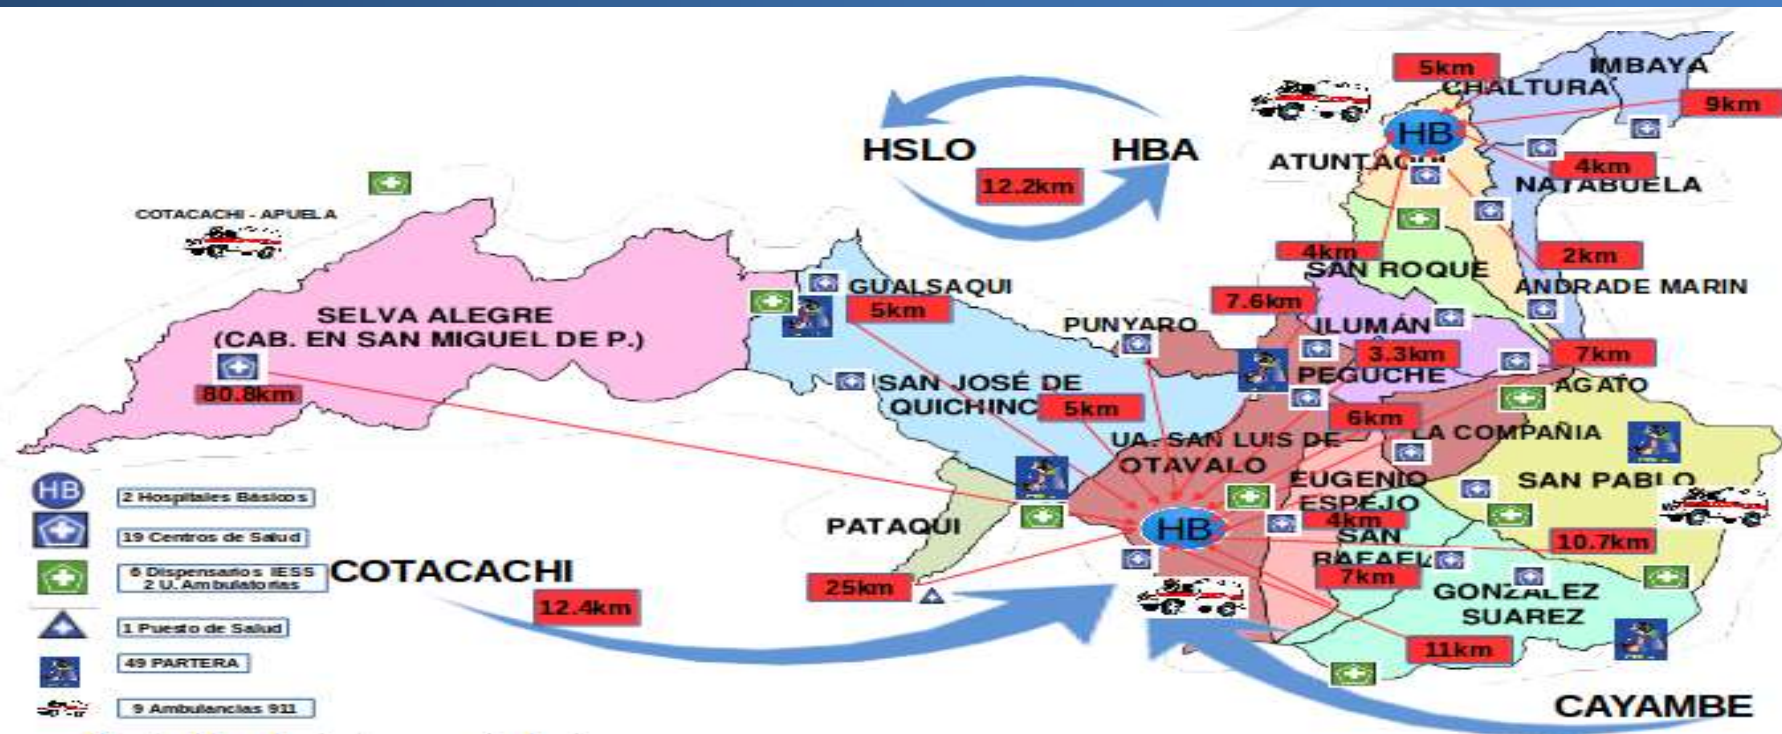 5km
IMBAYA
CHALTURA
9km
HB
HSLO
HBA
12.2km
ATUNTAQUI
4km
NATABUELA
COTACACHI - APUELA
4km
SAN ROQUE
2km
ANDRADE MARIN
GUALSAQUI
5km
7.6km
SELVA ALEGRE
(CAB. EN SAN MIGUEL DE P.)
PUNYARO
ILUMÁN
3.3km
7km
PEGUCHE
AGATO
80.8km
SAN JOSÉ DE
QUICHINC
5km
6km
UA. SAN LUIS DE
OTAVALO
LA COMPAÑIA
EUGENIO
ESPEJO
SAN PABLO
HB
2 Hospitales Básicos
19 Centros de Salud
PATAQUI
HB
4km
SAN
RAFAEL
10.7km
6 Dispensarios IESS
2 U. Ambulatorias
COTACACHI
12.4km
25km
7km
GONZALEZ
SUAREZ
1 Puesto de Salud
11km
49 PARTERA
9 Ambulancias 911
CAYAMBE